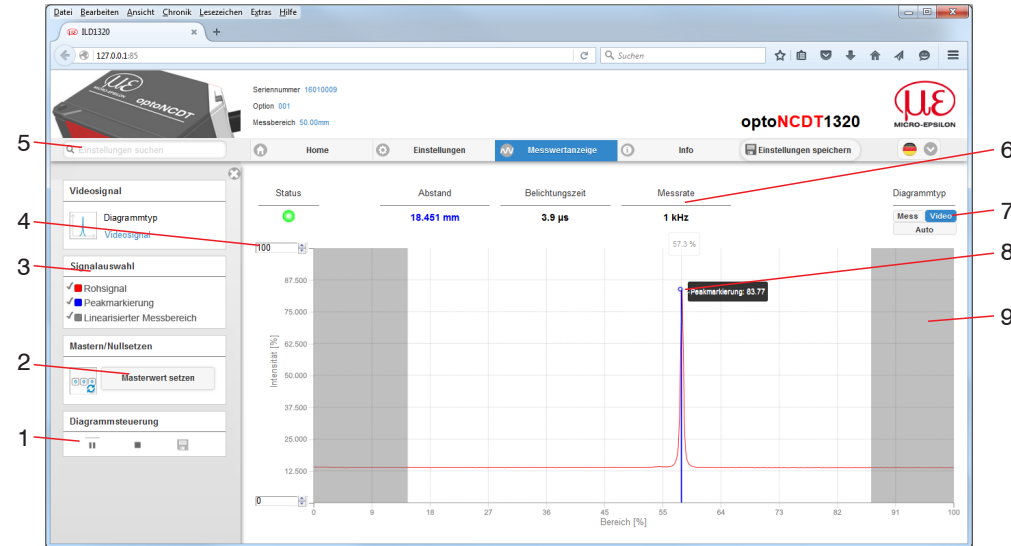 Datei Bearbeiten Ansicht Chronik Lesezeichen Extras Hilfe
ILD1320 × +
127.0.0.1:85
Suchen
MICRO-EPSILON
optoNCDT
Seriennummer 16010009
Option 001
Messbereich 50.00mm
optoNCDT1320
MICRO-EPSILON
5
Einstellungen suchen
Home
Einstellungen
Messwertanzeige
Info
Einstellungen speichern
6
Videosignal
Diagrammtyp
Videosignal
Status
Abstand
Belichtungszeit
Messrate
Diagrammtyp
18.451 mm
3.9 µs
1 kHz
Mess Video
Auto
7
4
100
57.3 %
8
3
Signalauswahl
Rohsignal
Peakmarkierung
Linearisierter Messbereich
Peakmarkierung: 83.77
9
2
Mastern/Nullsetzen
Masterwert setzen
1
Diagrammsteuerung
87.500
75.000
62.500
50.000
37.500
25.000
12.500
0
Intensität [%]
0 9 18 27 36 45 55 64 73 82 91 100
Bereich [%]